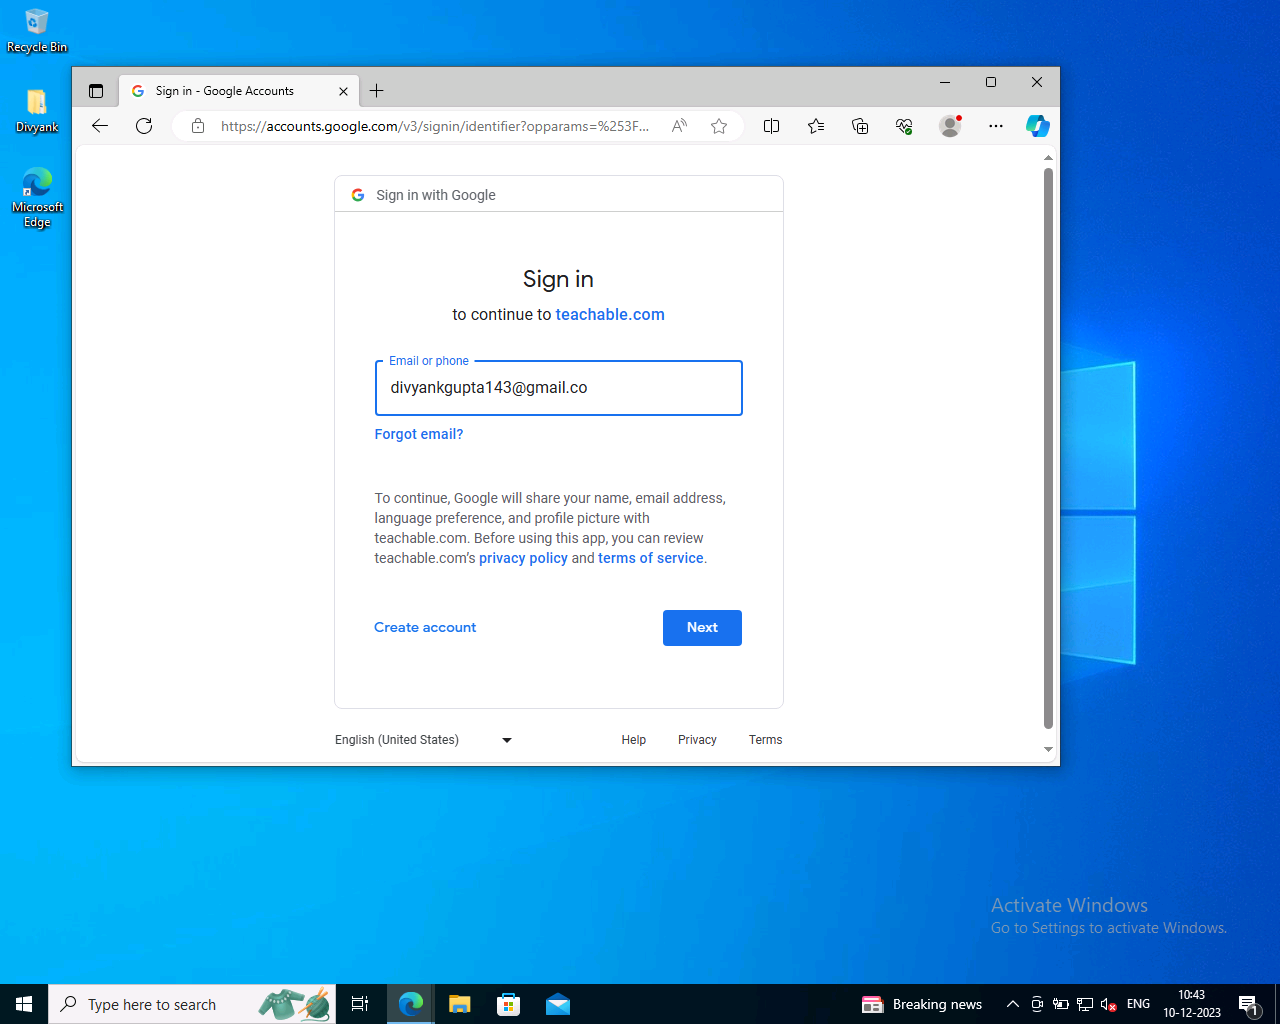 Recycle Bin
Divyank
Microsoft
Edge
Sign in - Google Accounts
https://accounts.google.com/v3/signin/identifier?opparams=%253F...
Sign in with Google
Sign in
to continue to teachable.com
Email or phone
divyankgupta143@gmail.co
Forgot email?
To continue, Google will share your name, email address,
language preference, and profile picture with
teachable.com. Before using this app, you can review
teachable.com's privacy policy and terms of service.
Create account
Next
English (United States)
Help
Privacy
Terms
Activate Windows
Go to Settings to activate Windows.
Type here to search
Breaking news
ENG
10:43
10-12-2023
1